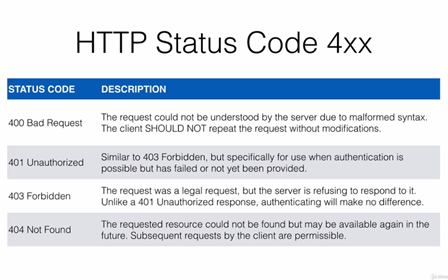 HTTP Status Code 4xx
STATUS CODE DESCRIPTION
400 Bad Request
The request could not be understood by the server due to malformed syntax.
The client SHOULD NOT repeat the request without modifications.
401 Unauthorized
Similar to 403 Forbidden, but specifically for use when authentication is
possible but has failed or not yet been provided.
403 Forbidden
The request was a legal request, but the server is refusing to respond to it.
Unlike a 401 Unauthorized response, authenticating will make no difference.
404 Not Found
The requested resource could not be found but may be available again in the
future. Subsequent requests by the client are permissible.